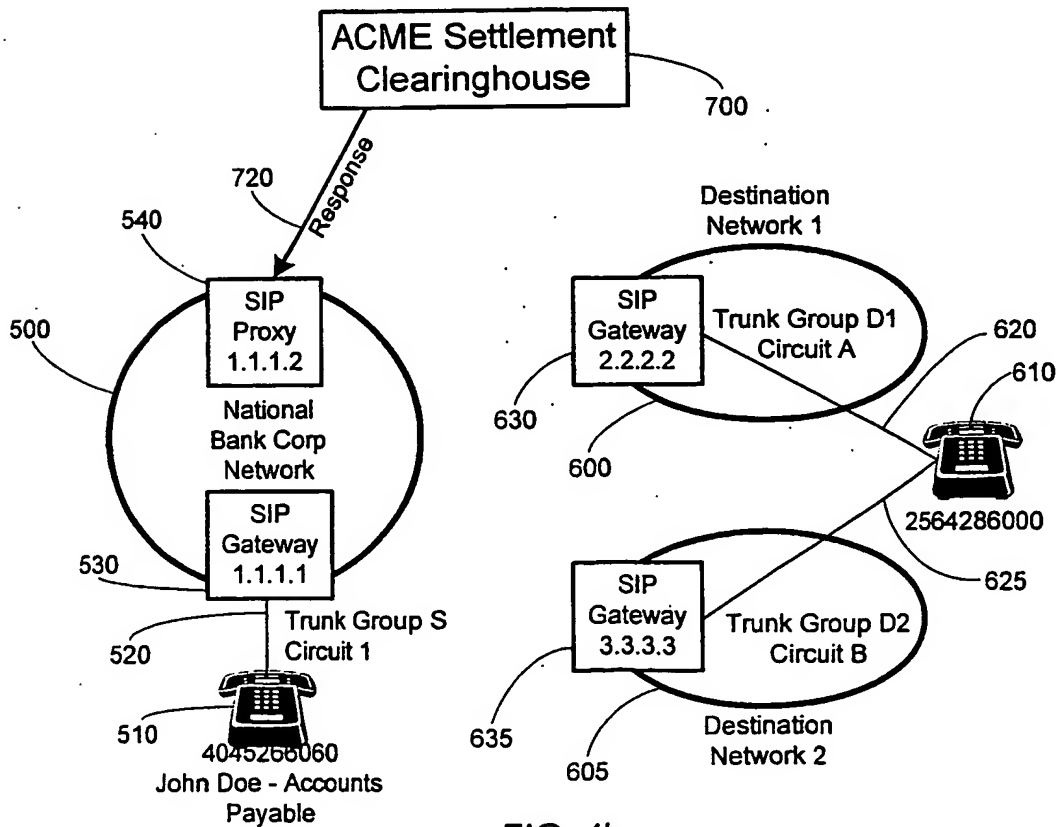 ACME Settlement
Clearinghouse
700
Response
720
540
SIP
Proxy
1.1.1.2
500
National
Bank Corp
Network
SIP
Gateway
1.1.1.1
530
Trunk Group S
Circuit 1
520
510
4045266060
John Doe - Accounts
Payable
Destination
Network 1
SIP
Gateway
2.2.2.2
Trunk Group D1
Circuit A
620
610
630
600
2564286000
625
SIP
Gateway
3.3.3.3
Trunk Group D2
Circuit B
635
605
Destination
Network 2